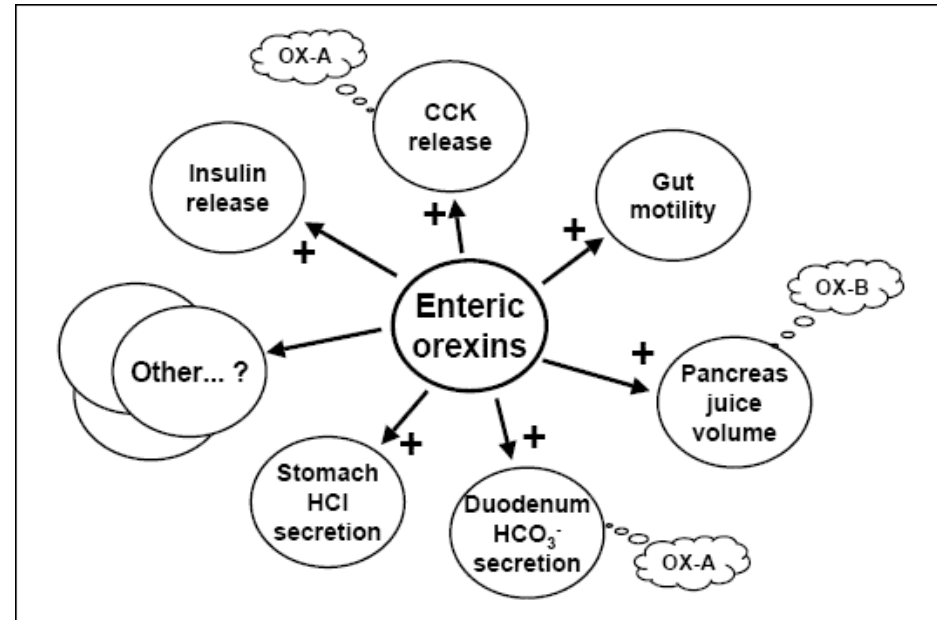 OX-A
CCK
release
Insulin
release
+
+
Gut
motility
+
Enteric
orexins
OX-B
+
Pancreas
juice
volume
Other... ?
+
Stomach
HCl
secretion
+
Duodenum
HCO₃⁻
secretion
OX-A